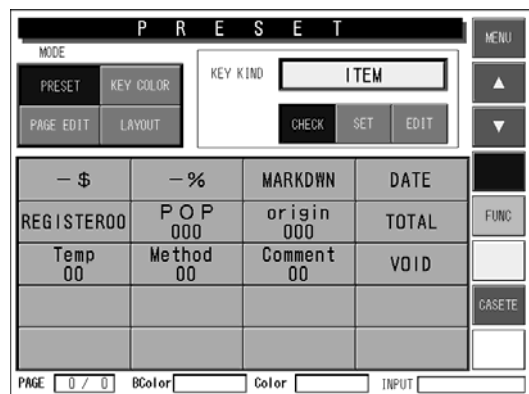 PRESET
MENU
MODE
PRESET
KEY COLOR
PAGE EDIT
LAYOUT
KEY KIND
ITEM
CHECK
SET
EDIT
－$
－%
MARKDWN
DATE
REGISTER00
POP
000
origin
000
TOTAL
FUNC
Temp
00
Method
00
Comment
00
VOID
CASETE
PAGE 0 / 0
BColor
Color
INPUT